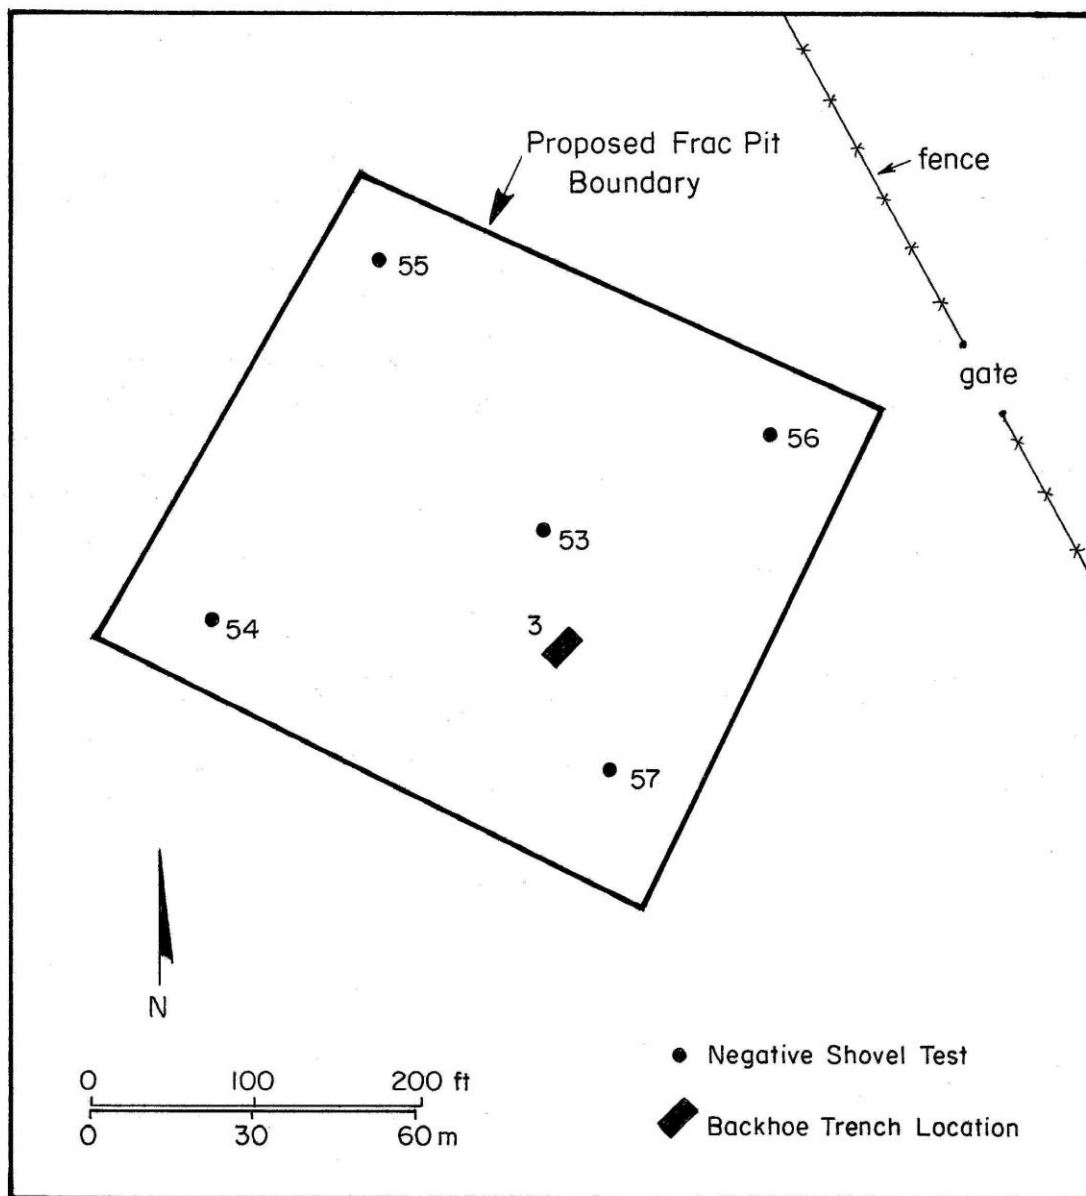 Proposed Frac Pit
Boundary
fence
55
gate
56
53
3
54
57
N
0 100 200 ft
0 30 60 m
Negative Shovel Test
Backhoe Trench Location